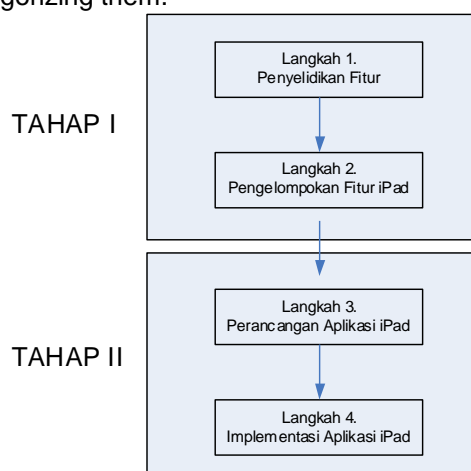 gorizing them.
Langkah 1.
Penyelidikan Fitur
TAHAP I
Langkah 2.
Pengelompokan Fitur iPad
Langkah 3.
Perancangan Aplikasi iPad
TAHAP II
Langkah 4.
Implementasi Aplikasi iPad